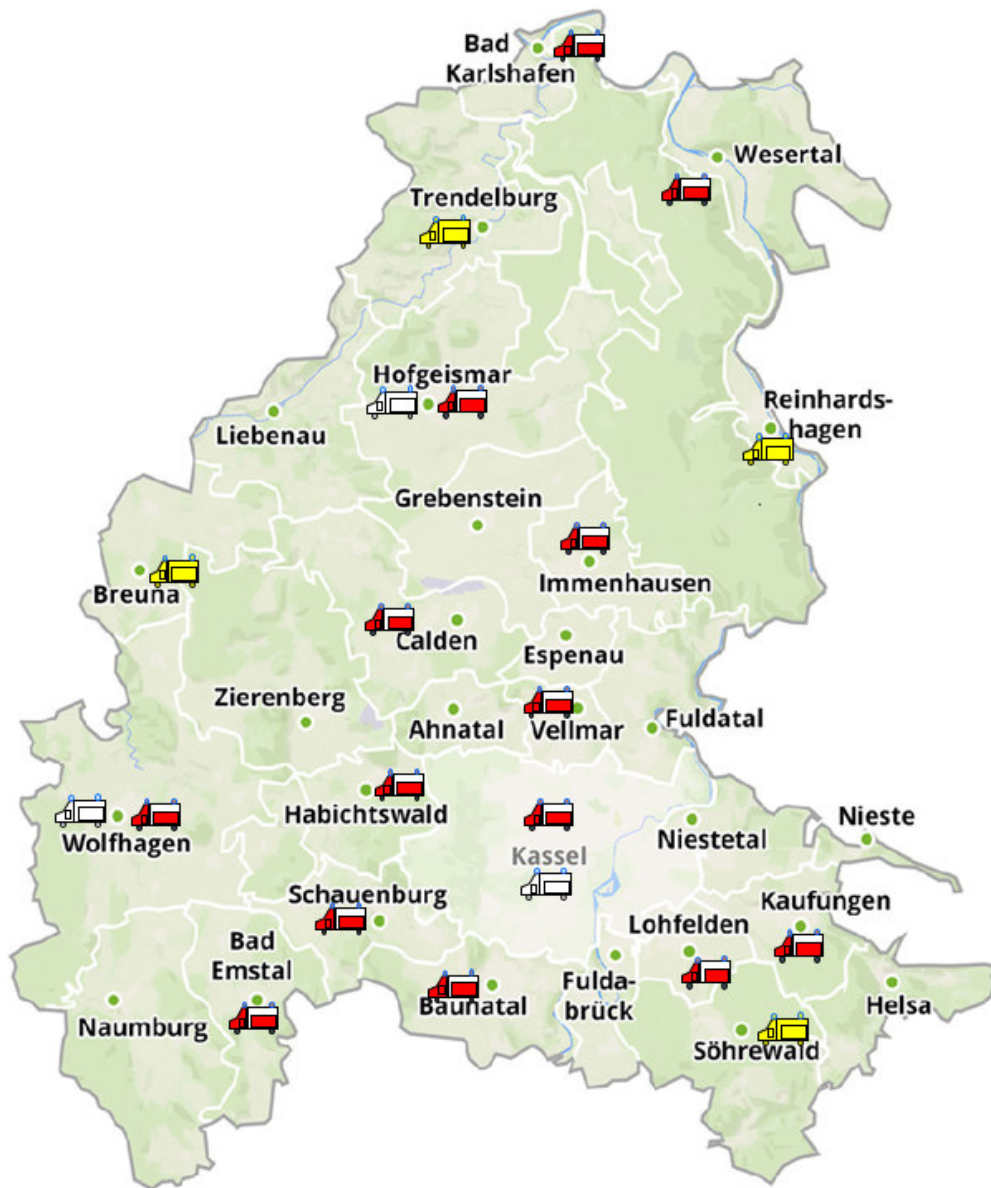 Bad
Karlshafen
Wesertal
Trendelburg
Hofgeismar
Reinhards-
hagen
Liebenau
Grebenstein
Immenhausen
Breuna
Calden
Espenau
Zierenberg
Ahnatal
Vellmar
Fuldatal
Habichtswald
Nieste
Wolfhagen
Niestetal
Kassel
Schauenburg
Kaufungen
Lohfelden
Bad
Emstal
Baunatal
Fulda-
brück
Helsa
Naumburg
Söhrewald